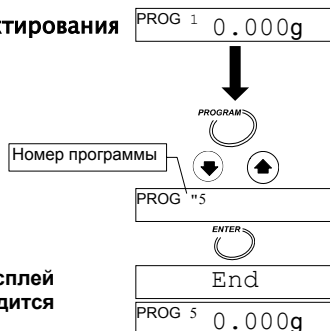 ктирования
PROG 1 0.000g
PROGRAM
Номер программы
PROG "5
ENTER
сплей
дится
End
PROG 5 0.000g